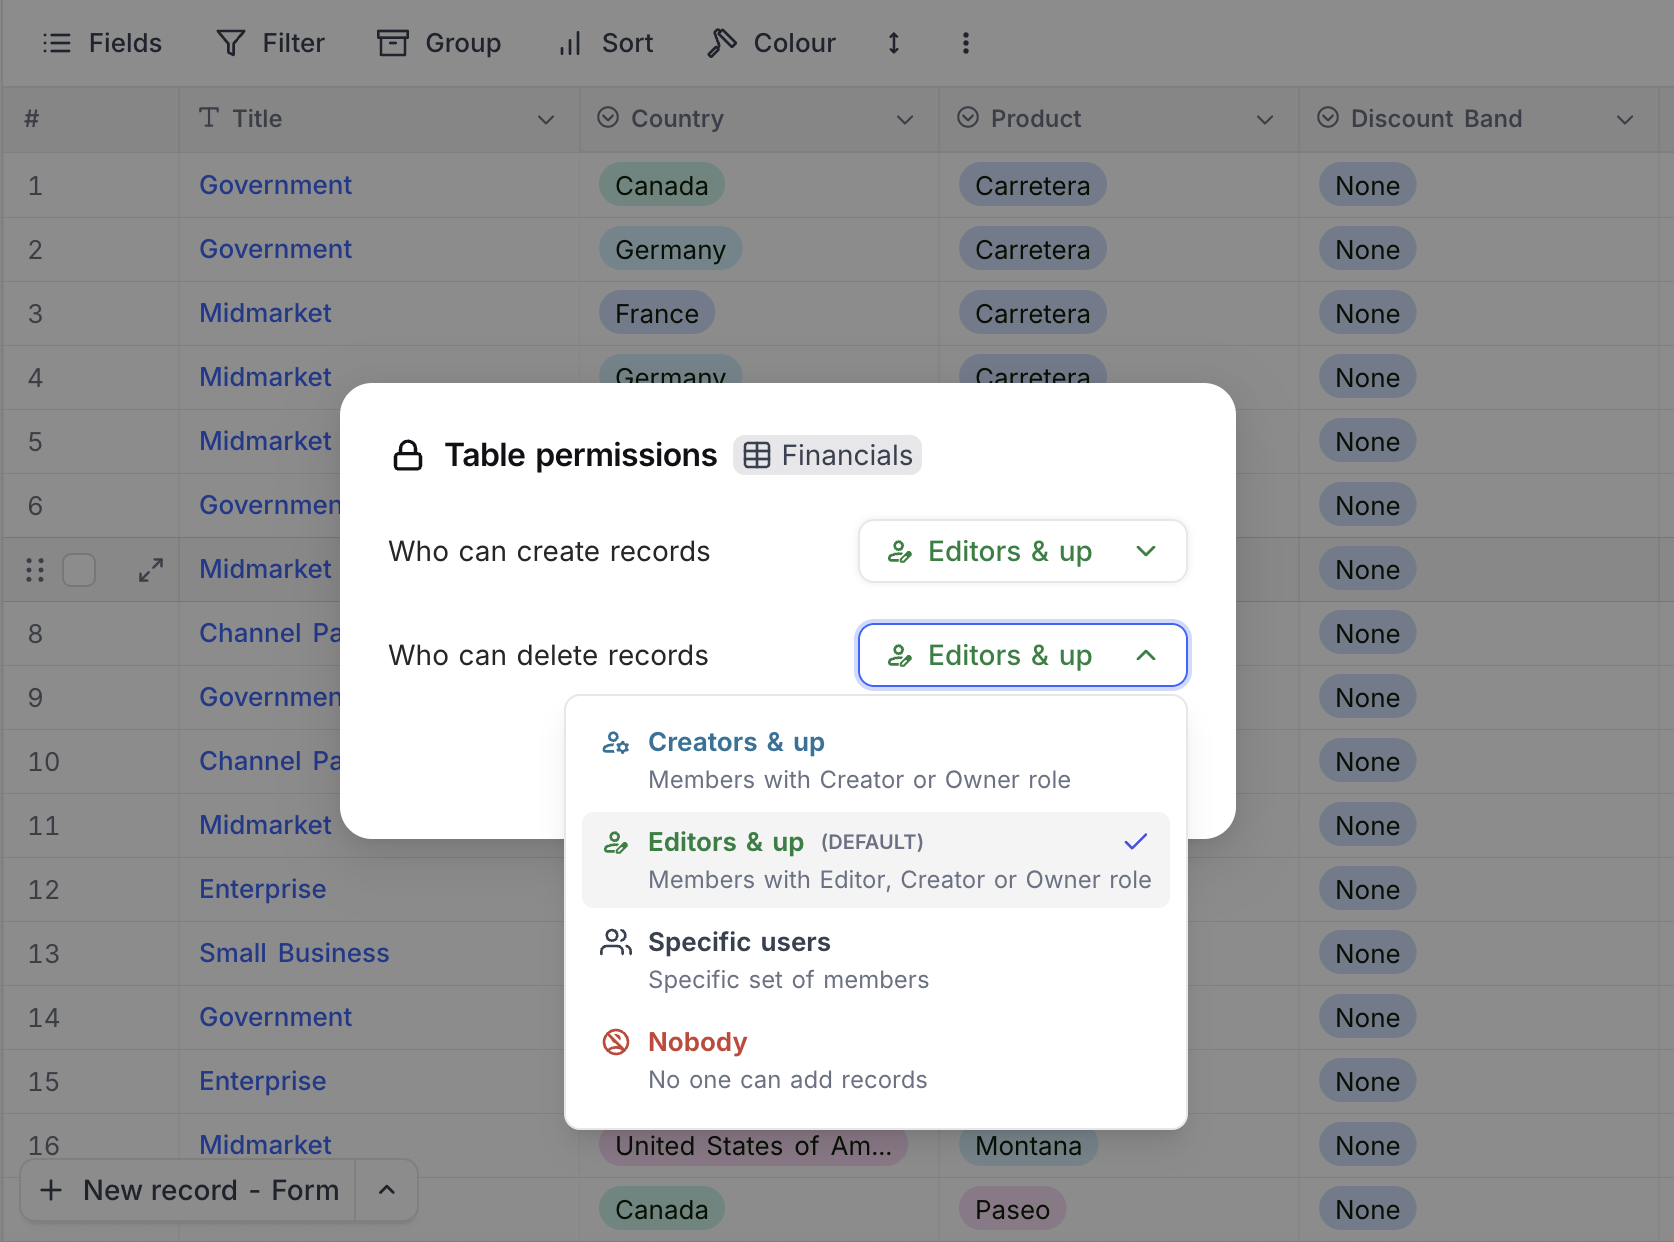 Fields Filter Group Sort Colour
# Title Country Product Discount Band
1 Government Canada Carretera None
2 Government Germany Carretera None
3 Midmarket France Carretera None
4 Midmarket Germany Carretera None
5 Midmarket None
6 Governmen None
Midmarket None
8 Channel Pa None
9 Governmen None
10 Channel Pa None
11 Midmarket None
12 Enterprise None
13 Small Business None
14 Government None
15 Enterprise None
16 Midmarket United States of Am... Montana None
Canada Paseo None
New record - Form
Table permissions Financials
Who can create records Editors & up
Who can delete records Editors & up
Creators & up
Members with Creator or Owner role
Editors & up (DEFAULT)
Members with Editor, Creator or Owner role
Specific users
Specific set of members
Nobody
No one can add records